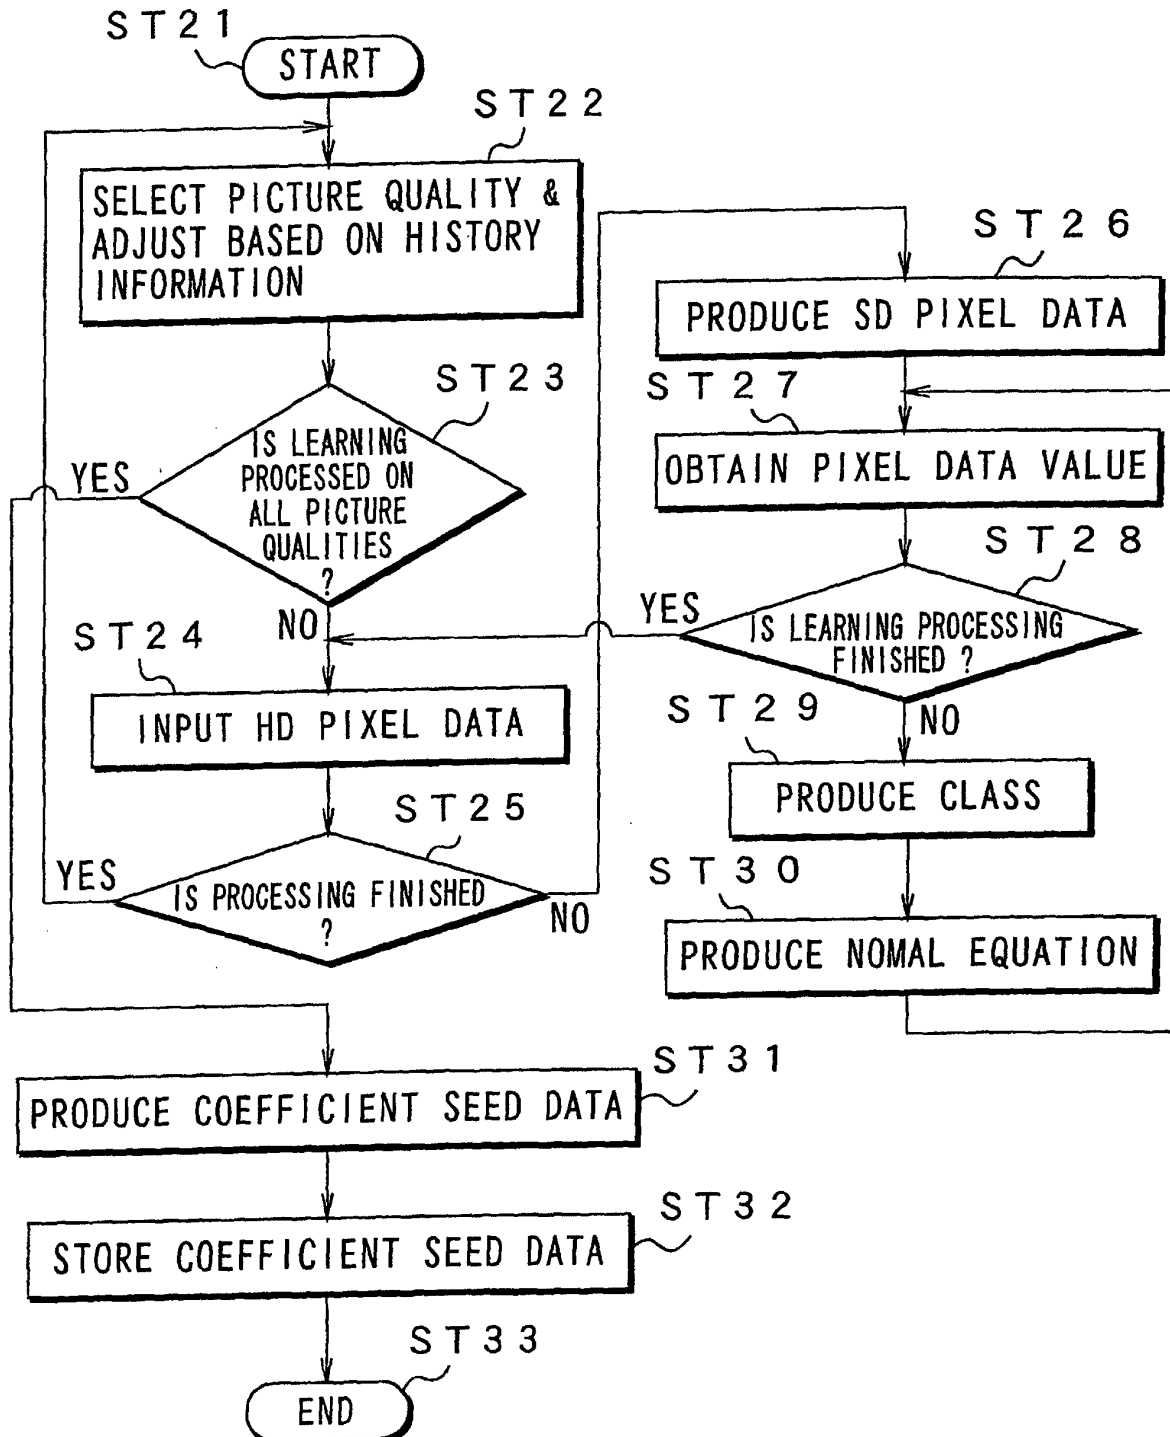 ST21
START
ST22
SELECT PICTURE QUALITY &
ADJUST BASED ON HISTORY
INFORMATION
ST23
IS LEARNING
PROCESSED ON
ALL PICTURE
QUALITIES
?
YES
NO
ST24
INPUT HD PIXEL DATA
ST25
IS PROCESSING FINISHED
?
YES
NO
ST26
PRODUCE SD PIXEL DATA
ST27
OBTAIN PIXEL DATA VALUE
ST28
IS LEARNING PROCESSING
FINISHED ?
YES
NO
ST29
PRODUCE CLASS
ST30
PRODUCE NOMAL EQUATION
ST31
PRODUCE COEFFICIENT SEED DATA
ST32
STORE COEFFICIENT SEED DATA
ST33
END